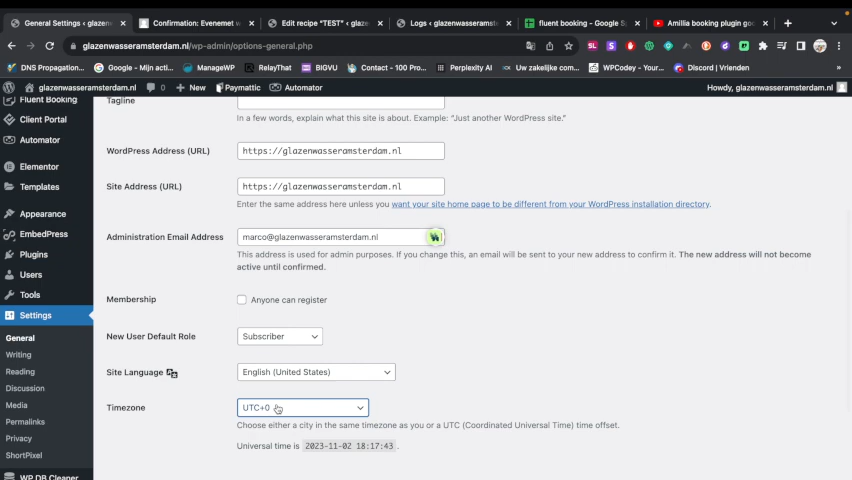 General Settings ‹ glazen
Confirmation: Evenemet w
Edit recipe "TEST" ‹ glaze
Logs ‹ glazenwasseramste
fluent booking - Google S
Amillia booking plugin go
glazenwasseramsterdam.nl/wp-admin/options-general.php
DNS Propagation...
Google - Mijn acti...
ManageWP
RelayThat
BIGVU
Contact - 100 Pro...
Perplexity AI
Uw zakelijke kom...
WPCodey - Your...
Discord | Vrienden
glazenwasseramsterdam.nl
0
New
Paymattic
Automator
Howdy, glazenwasseramsterdam.nl
Fluent Booking
Client Portal
Automator
Elementor
Templates
Appearance
EmbedPress
Plugins
Users
Tools
Settings
General
Writing
Reading
Discussion
Media
Permalinks
Privacy
ShortPixel
WP DB Cleaner
Tagline
In a few words, explain what this site is about. Example: “Just another WordPress site.”
WordPress Address (URL)
https://glazenwasseramsterdam.nl
Site Address (URL)
https://glazenwasseramsterdam.nl
Enter the same address here unless you want your site home page to be different from your WordPress installation directory.
Administration Email Address
marco@glazenwasseramsterdam.nl
This address is used for admin purposes. If you change this, an email will be sent to your new address to confirm it. The new address will not become
active until confirmed.
Membership
Anyone can register
New User Default Role
Subscriber
Site Language
English (United States)
Timezone
UTC+0
Choose either a city in the same timezone as you or a UTC (Coordinated Universal Time) time offset.
Universal time is 2023-11-02 18:17:43 .